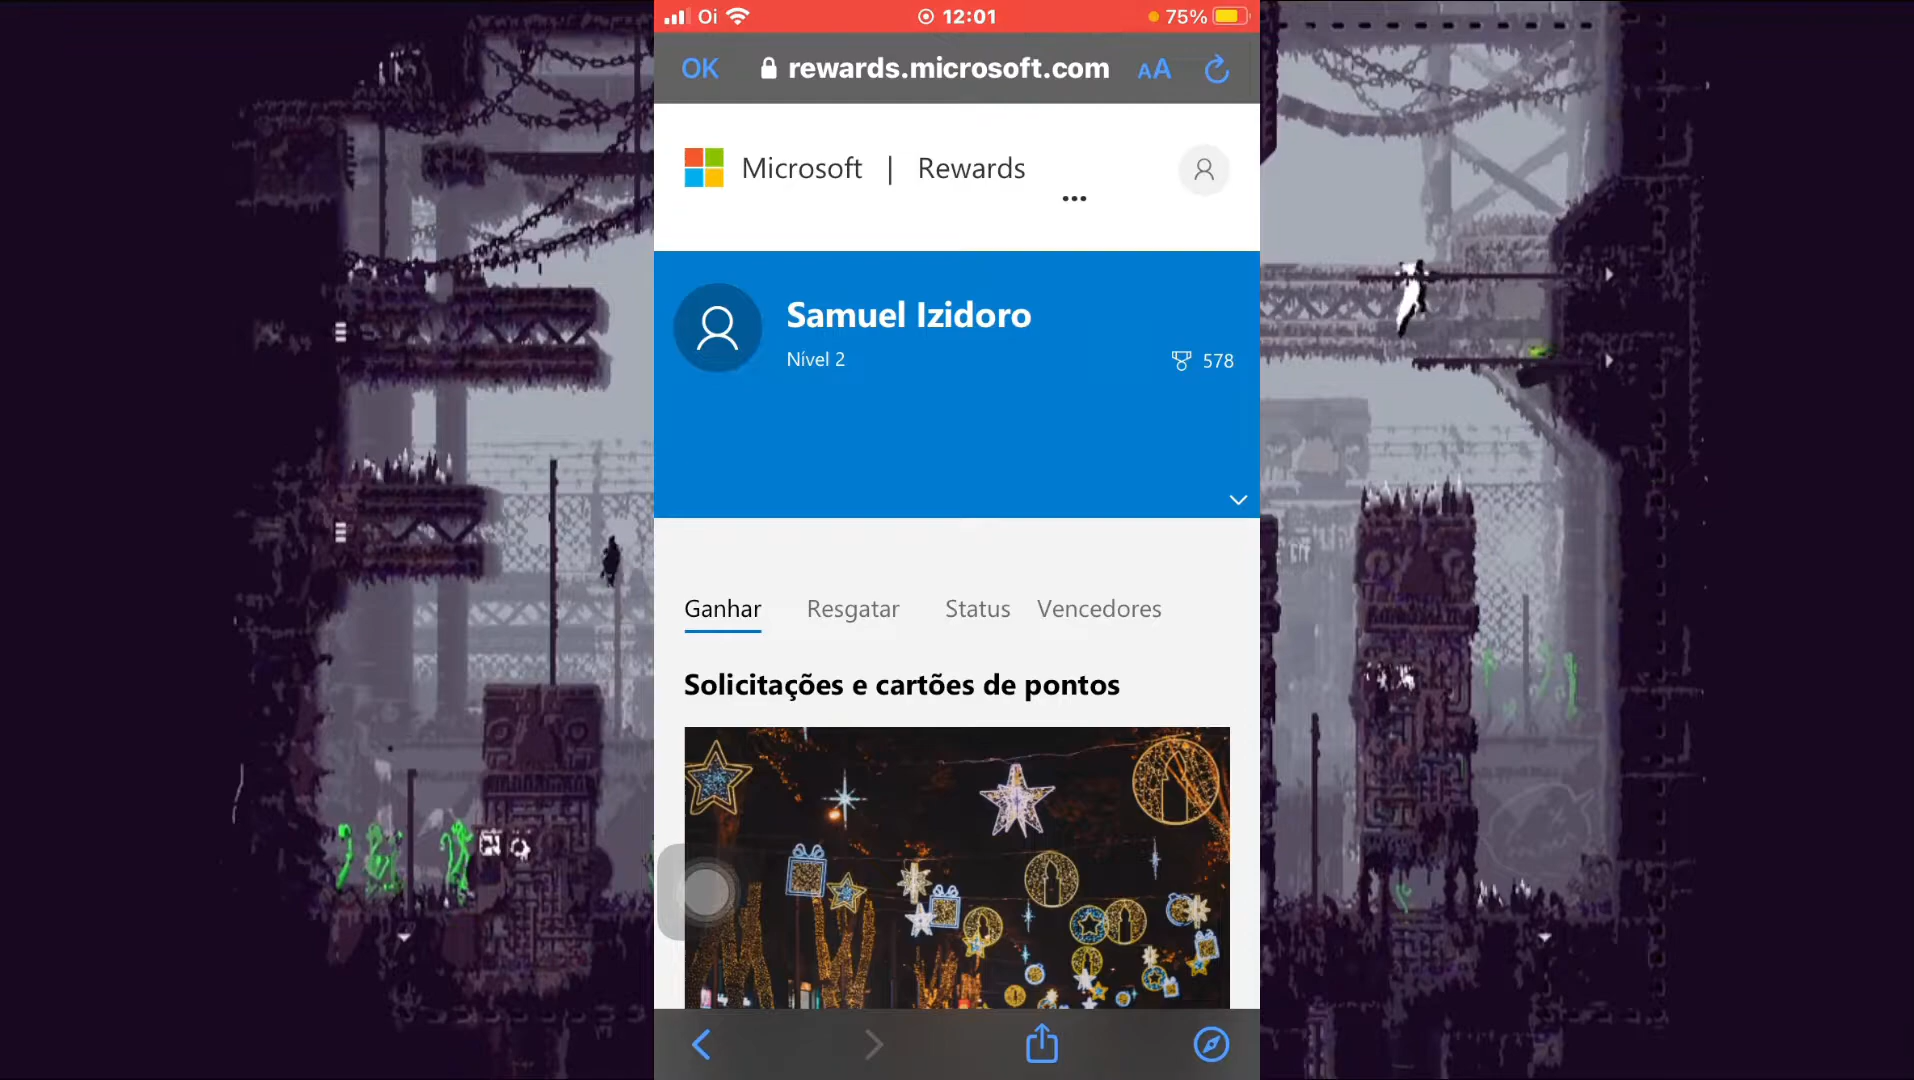 Oi 12:01 75%
OK rewards.microsoft.com AA
Microsoft | Rewards
...
Samuel Izidoro
Nível 2 578
Ganhar Resgatar Status Vencedores
Solicitações e cartões de pontos